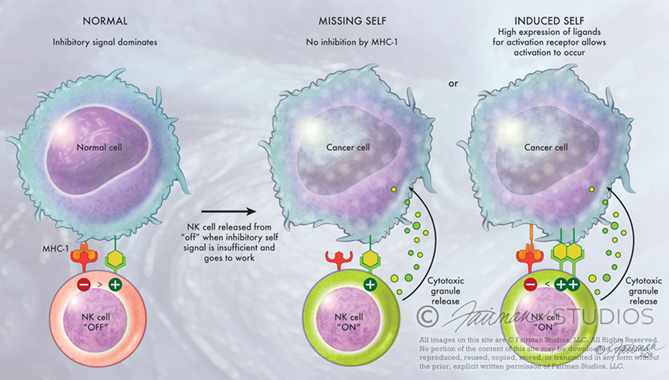 NORMAL
Inhibitory signal dominates
MISSING SELF
No inhibition by MHC-1
INDUCED SELF
High expression of ligands
for activation receptor allows
activation to occur
or
Normal cell
Cancer cell
Cancer cell
NK cell released from
"off" when inhibitory self
signal is insufficient and
goes to work
MHC-1
− > +
+
− < + +
NK cell
"OFF"
NK cell
"ON"
NK cell
"ON"
Cytotoxic
granule
release
Cytotoxic
granule
release
© Fairman STUDIOS
All images on this site are © Fairman Studios, LLC. All Rights Reserved.
No portion of the content of this site may be downloaded,
reproduced, reused, copied, stored, or transmitted in any form without
the prior, explicit written permission of Fairman Studios, LLC.
© Fairman